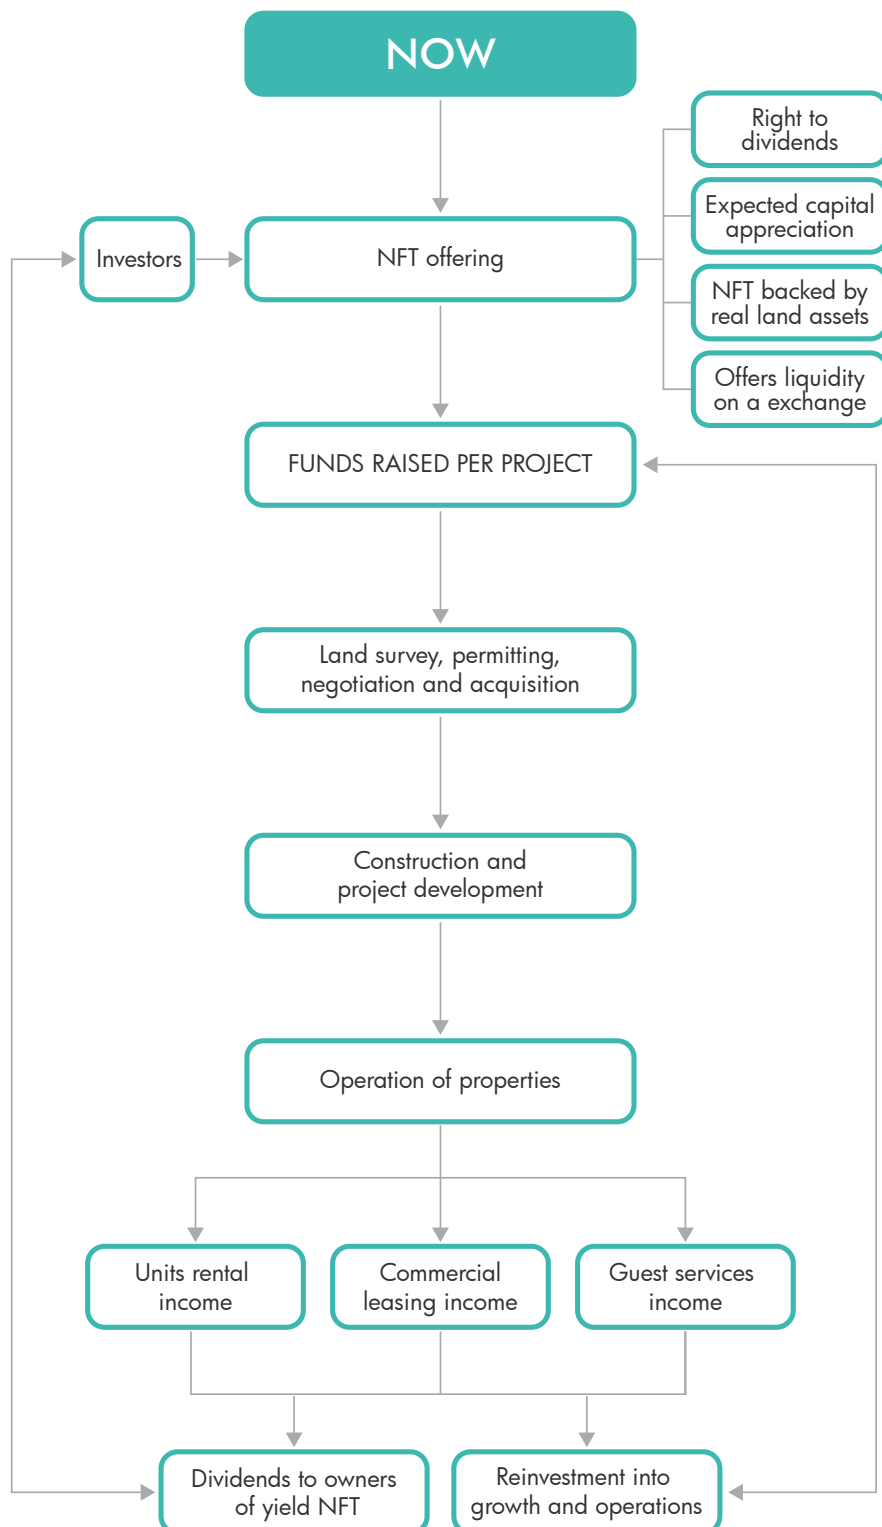 NOW
Right to
dividends
Expected capital
appreciation
Investors
NFT offering
NFT backed by
real land assets
Offers liquidity
on a exchange
FUNDS RAISED PER PROJECT
Land survey, permitting,
negotiation and acquisition
Construction and
project development
Operation of properties
Units rental
income
Commercial
leasing income
Guest services
income
Dividends to owners
of yield NFT
Reinvestment into
growth and operations